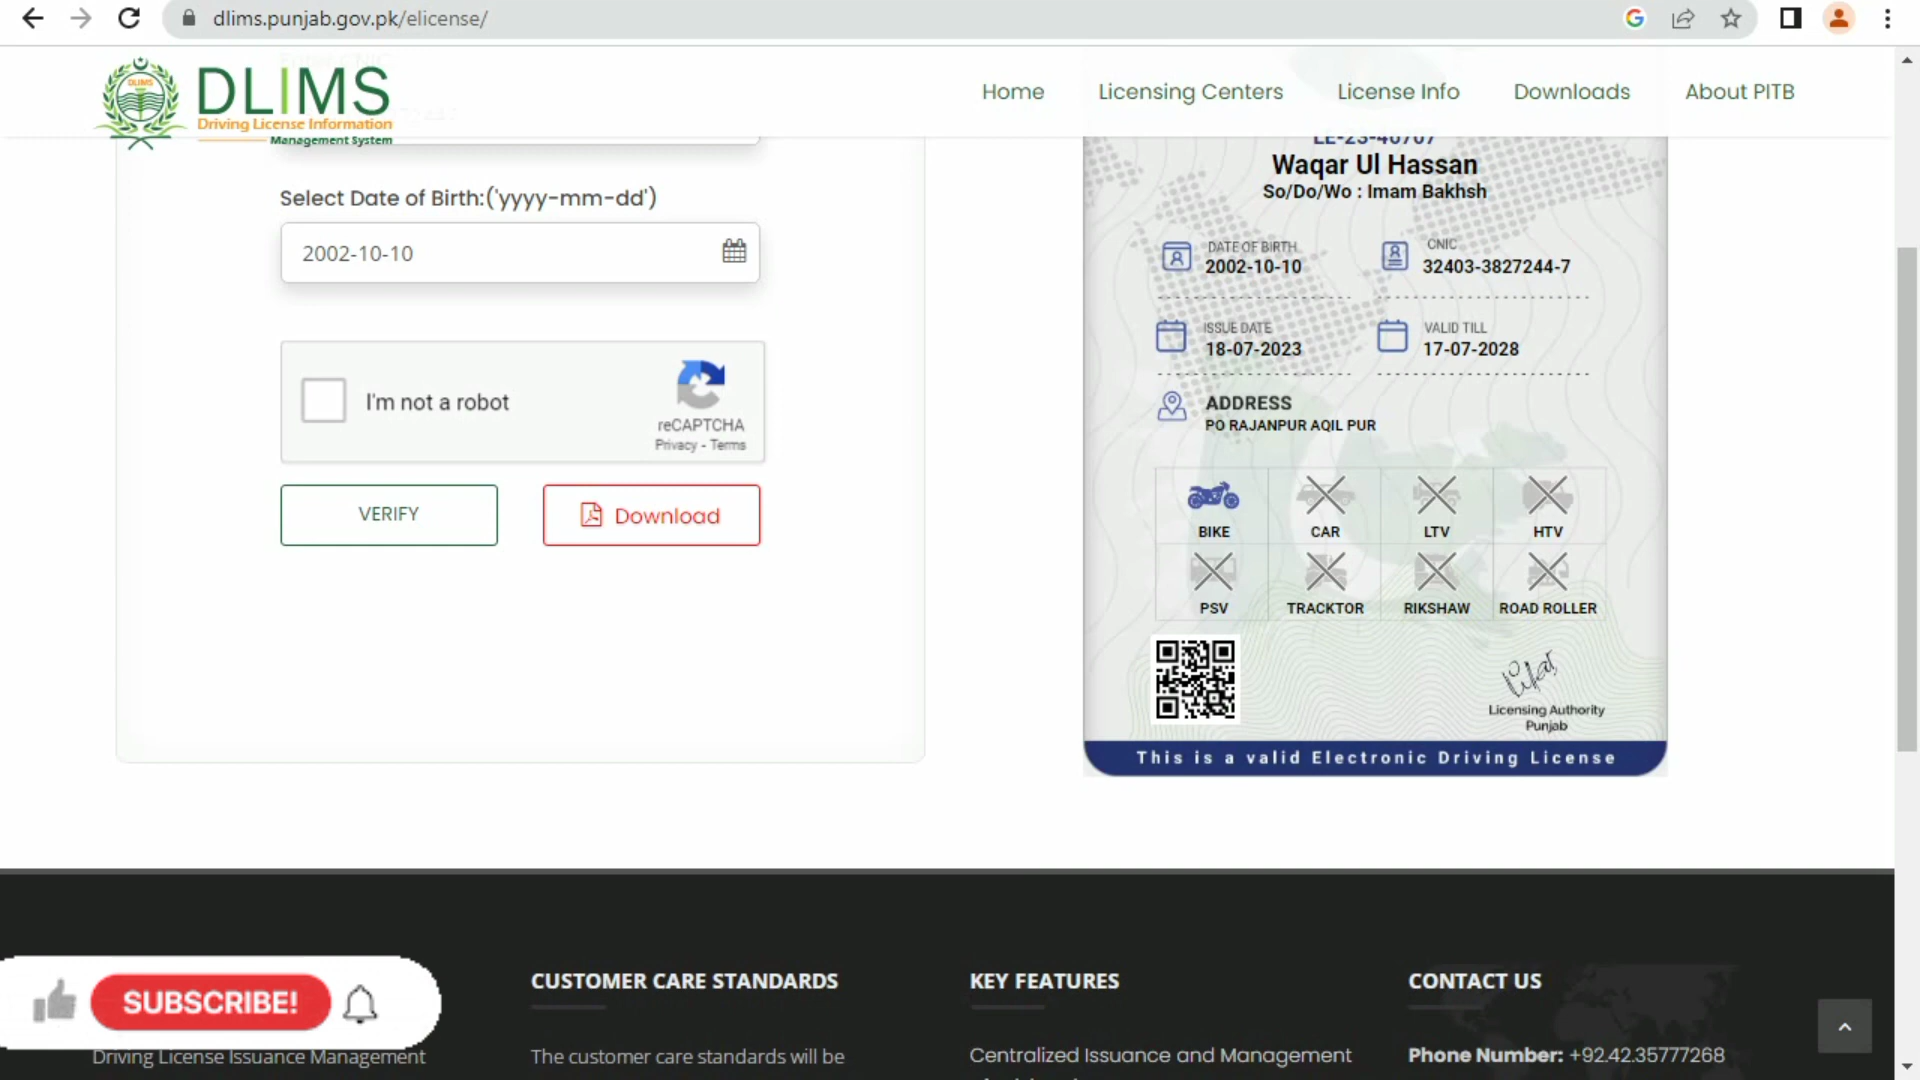 dlims.punjab.gov.pk/elicense/
DLIMS
DLIMS
Driving License Information
Management System
Home
Licensing Centers
License Info
Downloads
About PITB
Select Date of Birth:('yyyy-mm-dd')
2002-10-10
I'm not a robot
reCAPTCHA
Privacy - Terms
VERIFY
Download
Waqar Ul Hassan
So/Do/Wo : Imam Bakhsh
DATE OF BIRTH
2002-10-10
CNIC
32403-3827244-7
ISSUE DATE
18-07-2023
VALID TILL
17-07-2028
ADDRESS
PO RAJANPUR AQIL PUR
BIKE
CAR
LTV
HTV
PSV
TRACKTOR
RIKSHAW
ROAD ROLLER
Licensing Authority
Punjab
This is a valid Electronic Driving License
SUBSCRIBE!
Driving License Issuance Management
CUSTOMER CARE STANDARDS
The customer care standards will be
KEY FEATURES
Centralized Issuance and Management
CONTACT US
Phone Number: +92.42.35777268